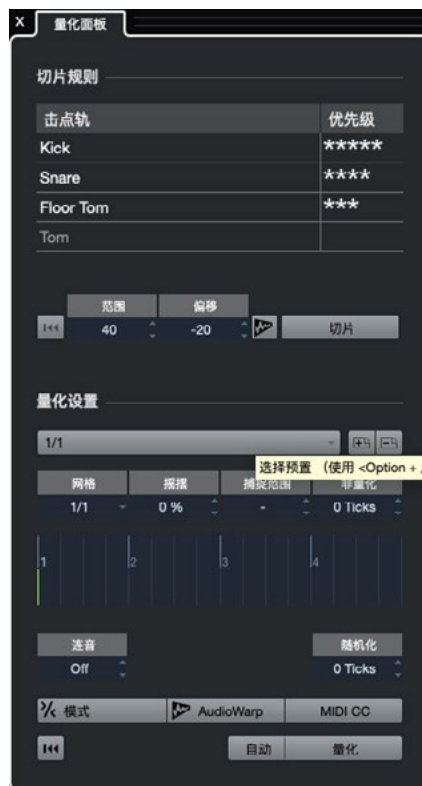 X 量化面板
切片规则
击点轨 优先级
Kick *****
Snare ****
Floor Tom ***
Tom
范围 偏移
40 -20 切片
量化设置
1/1
选择预置 (使用 <Option +
网格 摇摆 捕捉范围 非量化
1/1 0 % - 0 Ticks
1 2 3 4
连音 随机化
Off 0 Ticks
模式 AudioWarp MIDI CC
自动 量化